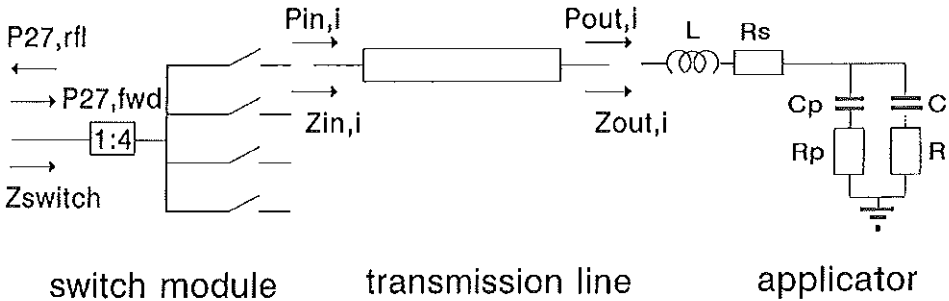 P27,rfl
P27,fwd
1:4
Zswitch
Pin,i
Zin,i
Pout,i
Zout,i
L
Rs
Cp
C
Rp
R
switch module
transmission line
applicator